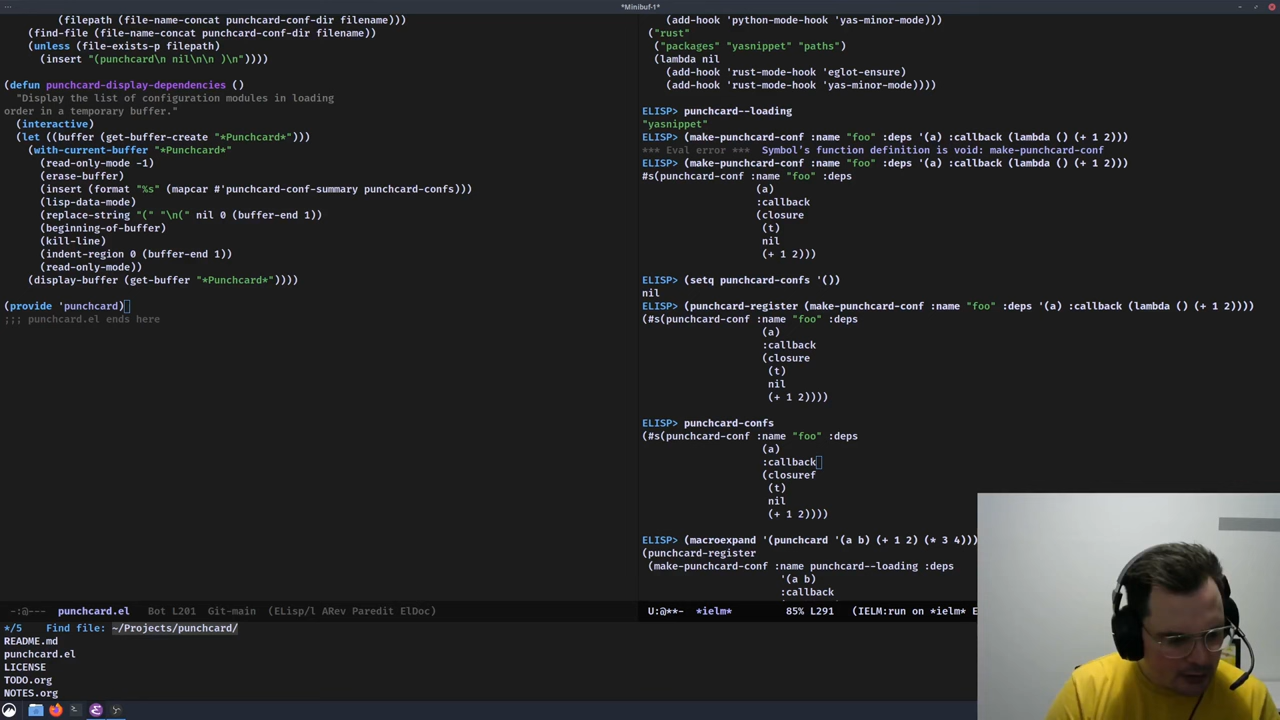 *Minibuf-1*
(filepath (file-name-concat punchcard-conf-dir filename)))
(find-file (file-name-concat punchcard-conf-dir filename))
(unless (file-exists-p filepath)
(insert "(punchcard\n nil\n\n )\n"))))
(defun punchcard-display-dependencies ()
"Display the list of configuration modules in loading
order in a temporary buffer."
(interactive)
(let ((buffer (get-buffer-create "*Punchcard*")))
(with-current-buffer "*Punchcard*"
(read-only-mode -1)
(erase-buffer)
(insert (format "%s" (mapcar #'punchcard-conf-summary punchcard-confs)))
(lisp-data-mode)
(replace-string "(" "\n(" nil 0 (buffer-end 1))
(beginning-of-buffer)
(kill-line)
(indent-region 0 (buffer-end 1))
(read-only-mode))
(display-buffer (get-buffer "*Punchcard*"))))
(provide 'punchcard)
;;; punchcard.el ends here
-:@---  punchcard.el   Bot L201  Git-main  (ELisp/l ARev Paredit ElDoc)
(add-hook 'python-mode-hook 'yas-minor-mode)))
("rust"
("packages" "yasnippet" "paths")
(lambda nil
(add-hook 'rust-mode-hook 'eglot-ensure)
(add-hook 'rust-mode-hook 'yas-minor-mode))))
ELISP> punchcard--loading
"yasnippet"
ELISP> (make-punchcard-conf :name "foo" :deps '(a) :callback (lambda () (+ 1 2)))
*** Eval error ***  Symbol's function definition is void: make-punchcard-conf
ELISP> (make-punchcard-conf :name "foo" :deps '(a) :callback (lambda () (+ 1 2)))
#s(punchcard-conf :name "foo" :deps
(a)
:callback
(closure
(t)
nil
(+ 1 2)))
ELISP> (setq punchcard-confs '())
nil
ELISP> (punchcard-register (make-punchcard-conf :name "foo" :deps '(a) :callback (lambda () (+ 1 2))))
(#s(punchcard-conf :name "foo" :deps
(a)
:callback
(closure
(t)
nil
(+ 1 2))))
ELISP> punchcard-confs
(#s(punchcard-conf :name "foo" :deps
(a)
:callback
(closuref
(t)
nil
(+ 1 2))))
ELISP> (macroexpand '(punchcard '(a b) (+ 1 2) (* 3 4)))
(punchcard-register
(make-punchcard-conf :name punchcard--loading :deps
'(a b)
:callback
U:@**-  *ielm*         85% L291   (IELM:run on *ielm* E
*/5   Find file: ~/Projects/punchcard/
README.md
punchcard.el
LICENSE
TODO.org
NOTES.org